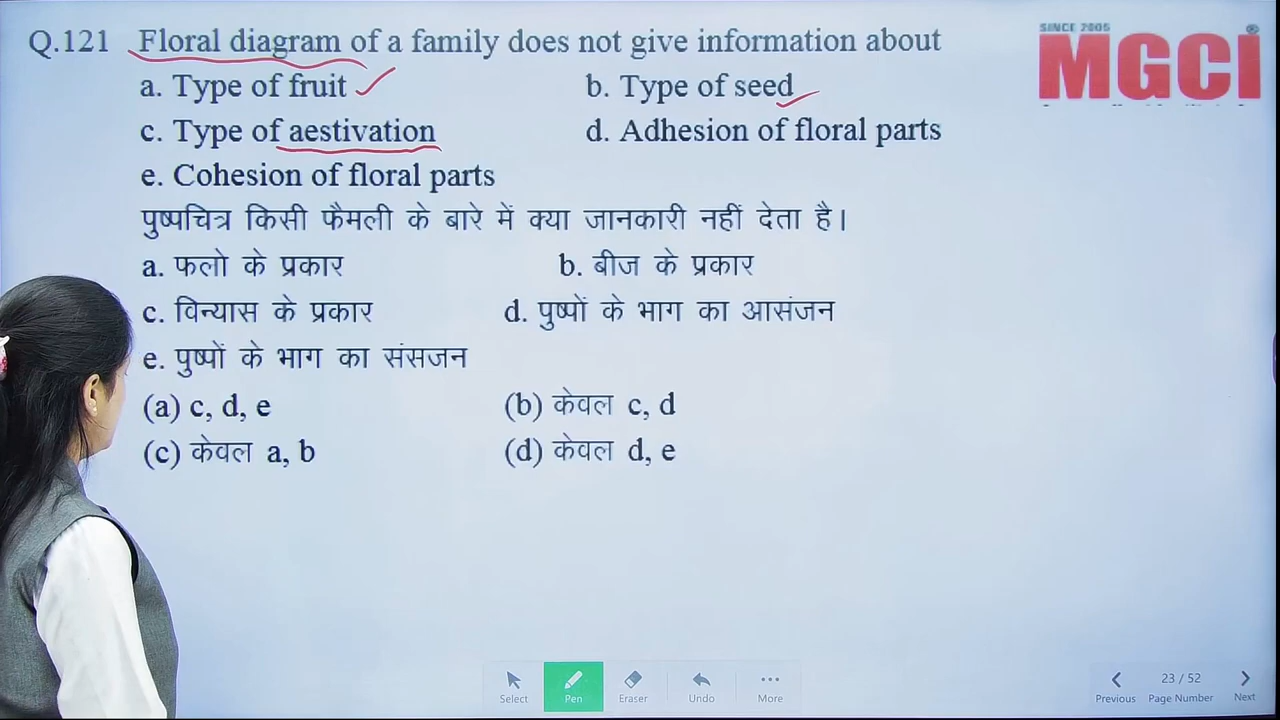 Q.121 Floral diagram of a family does not give information about
SINCE 2005
MGCI
a. Type of fruit b. Type of seed
c. Type of aestivation d. Adhesion of floral parts
e. Cohesion of floral parts
पुष्पचित्र किसी फैमली के बारे में क्या जानकारी नहीं देता है।
a. फलो के प्रकार b. बीज के प्रकार
c. विन्यास के प्रकार d. पुष्पों के भाग का आसंजन
e. पुष्पों के भाग का संसजन
(a) c, d, e (b) केवल c, d
(c) केवल a, b (d) केवल d, e
Select Pen Eraser Undo More
Previous 23 / 52 Page Number Next